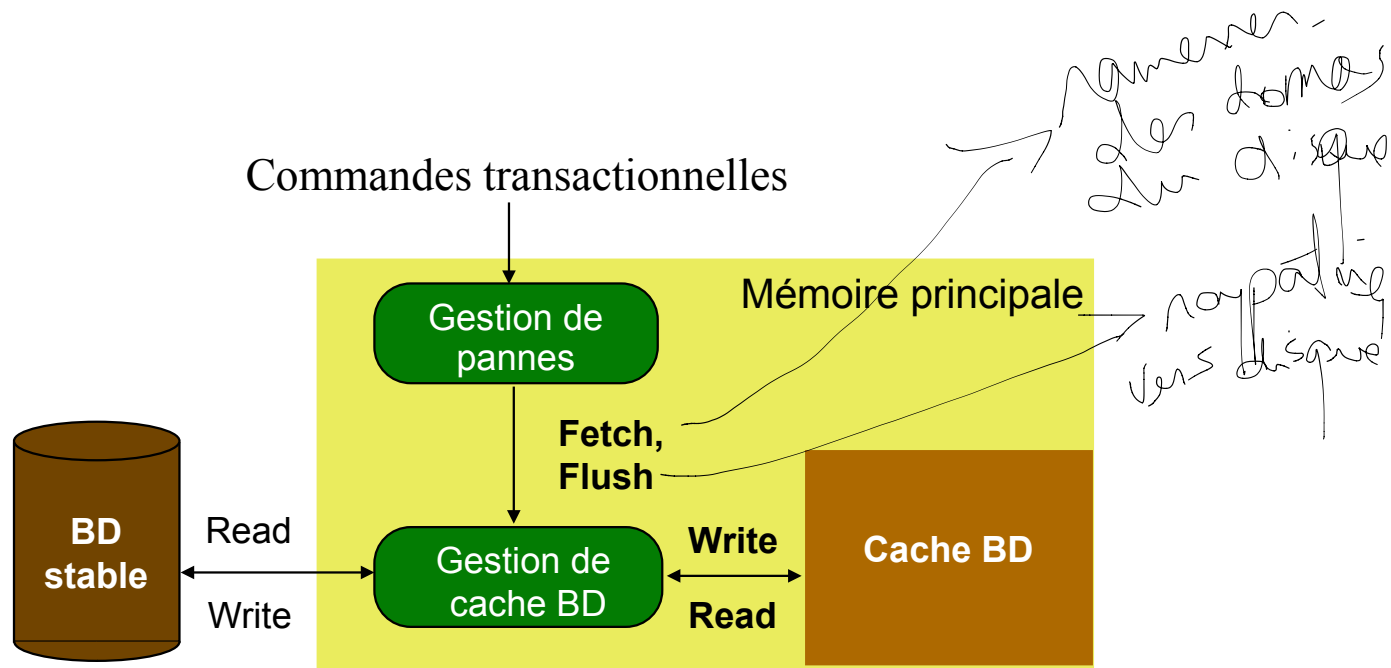 ramener
les données
du disque
Commandes transactionnelles
Mémoire principale
Gestion de
pannes
vers disque
Fetch,
Flush
BD
stable
Read
Write
Gestion de
cache BD
Write
Read
Cache BD